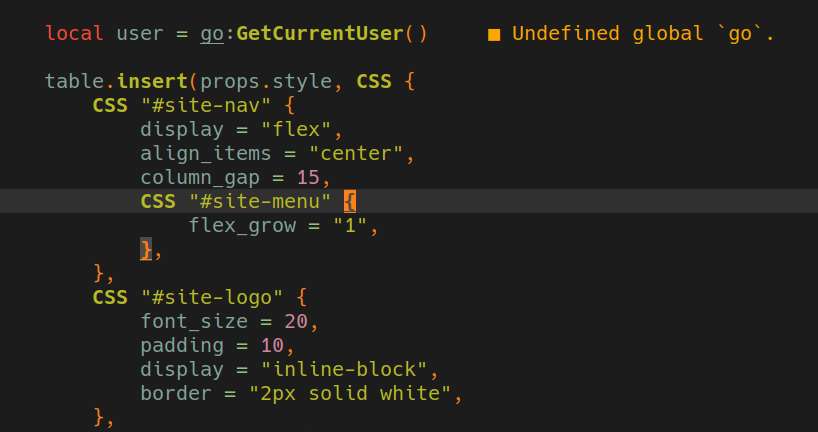 local user = go:GetCurrentUser()     ■ Undefined global `go`.
table.insert(props.style, CSS {
    CSS "#site-nav" {
        display = "flex",
        align_items = "center",
        column_gap = 15,
        CSS "#site-menu" {
            flex_grow = "1",
        },
    },
    CSS "#site-logo" {
        font_size = 20,
        padding = 10,
        display = "inline-block",
        border = "2px solid white",
    },